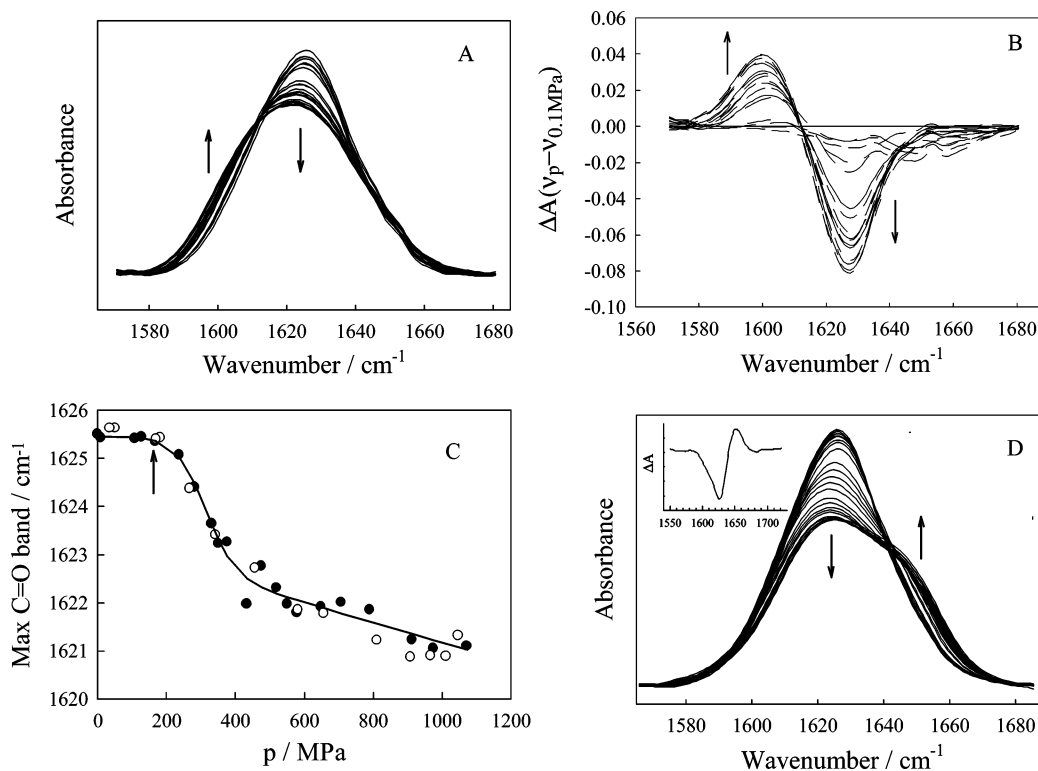 A
Absorbance
1580 1600 1620 1640 1660 1680
Wavenumber / cm⁻¹
B
ΔA(νp−ν0.1MPa)
0.06
0.04
0.02
0.00
-0.02
-0.04
-0.06
-0.08
-0.10
1560 1580 1600 1620 1640 1660 1680
Wavenumber / cm⁻¹
C
Max C=O band / cm⁻¹
1626
1625
1624
1623
1622
1621
1620
0 200 400 600 800 1000 1200
p / MPa
D
ΔA
1550 1600 1650 1700
Absorbance
1580 1600 1620 1640 1660 1680
Wavenumber / cm⁻¹